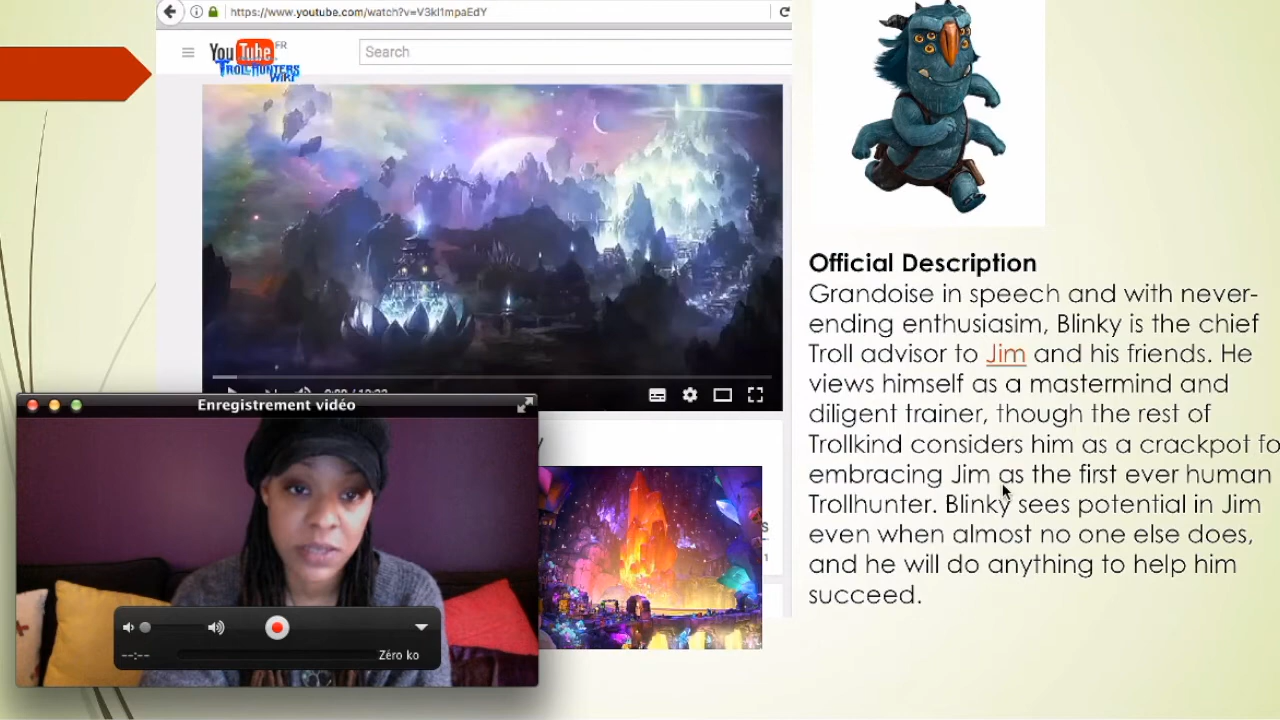 https://www.youtube.com/watch?v=V3kl1mpaEdY
YouTube FR
TROLLHUNTERS
WIKI
Search
Enregistrement vidéo
--:--
Zéro ko
Official Description
Grandoise in speech and with never-
ending enthusiasim, Blinky is the chief
Troll advisor to Jim and his friends. He
views himself as a mastermind and
diligent trainer, though the rest of
Trollkind considers him as a crackpot fo
embracing Jim as the first ever human
Trollhunter. Blinky sees potential in Jim
even when almost no one else does,
and he will do anything to help him
succeed.